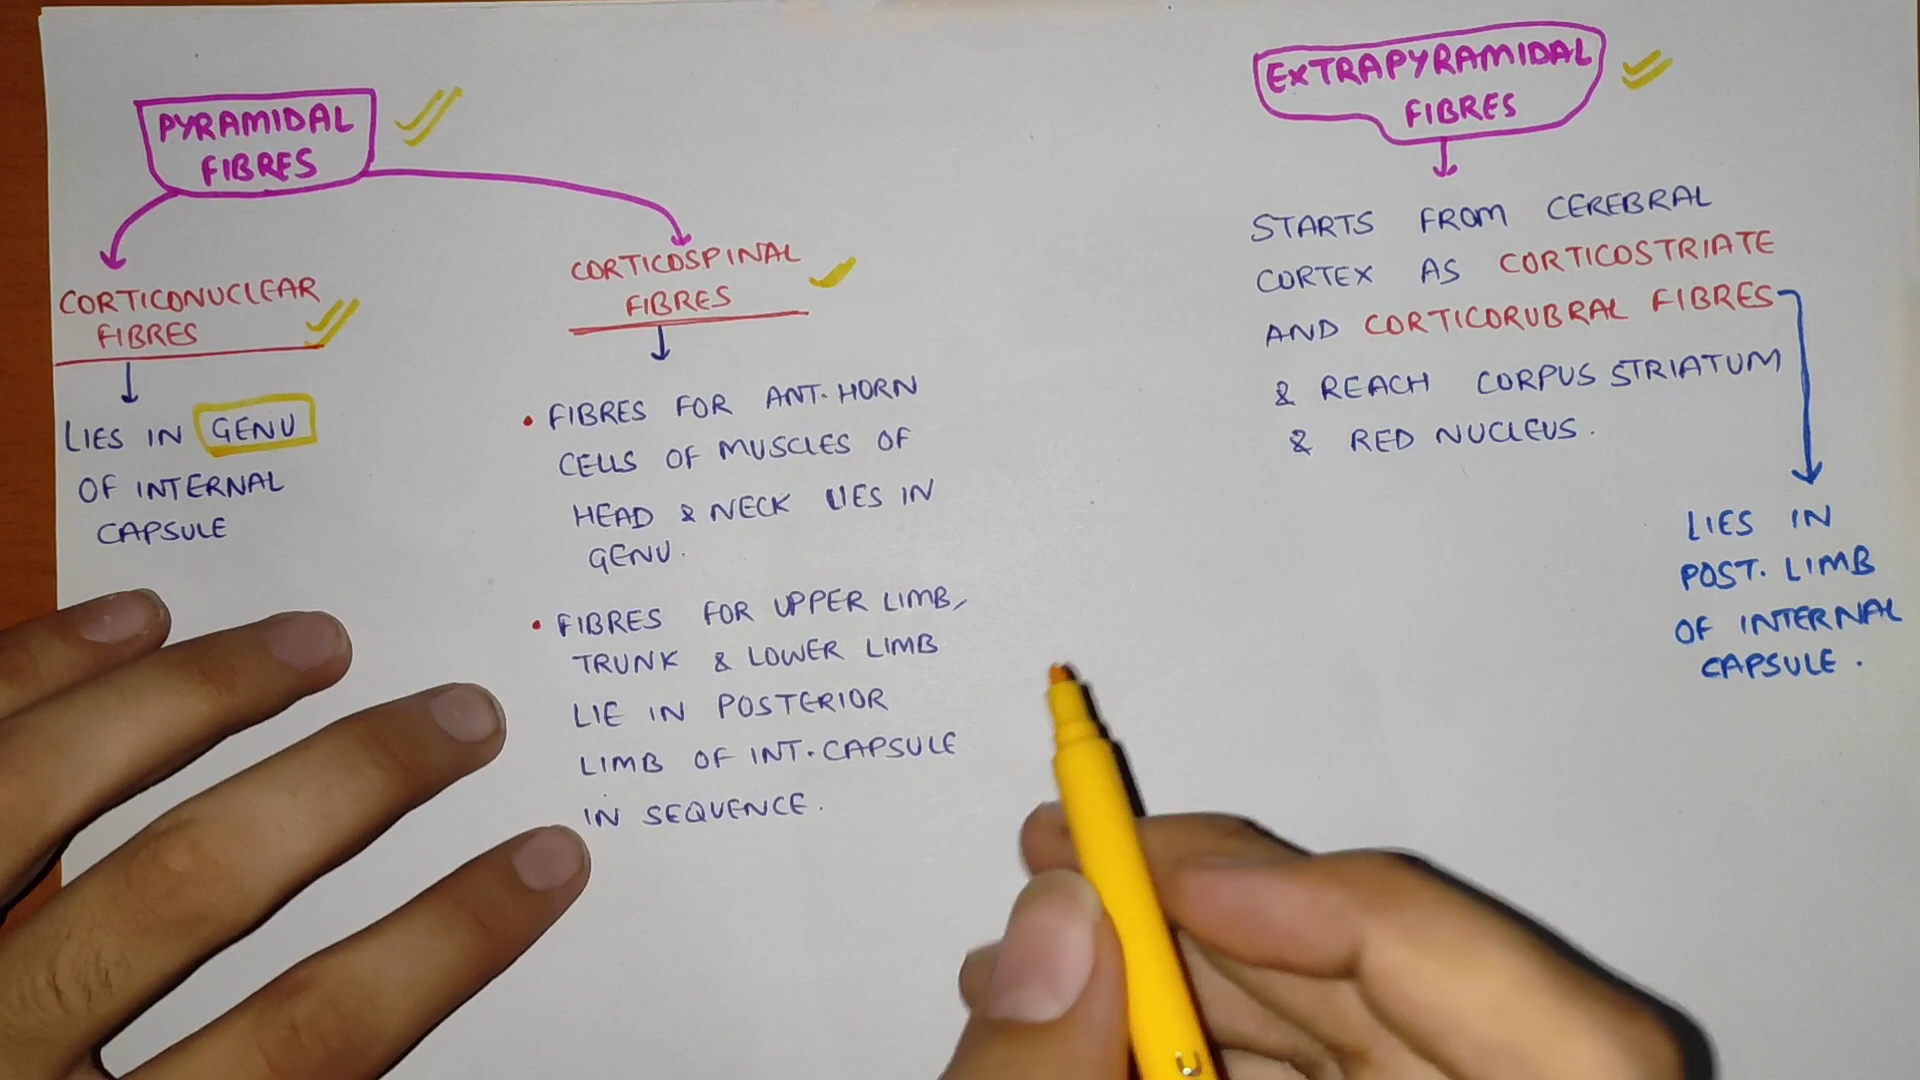 PYRAMIDAL
FIBRES
CORTICONUCLEAR
FIBRES
LIES IN GENU
OF INTERNAL
CAPSULE
CORTICOSPINAL
FIBRES
• FIBRES FOR ANT. HORN
CELLS OF MUSCLES OF
HEAD & NECK LIES IN
GENU.
• FIBRES FOR UPPER LIMB,
TRUNK & LOWER LIMB
LIE IN POSTERIOR
LIMB OF INT. CAPSULE
IN SEQUENCE.
EXTRAPYRAMIDAL
FIBRES
STARTS FROM CEREBRAL
CORTEX AS CORTICOSTRIATE
AND CORTICORUBRAL FIBRES
& REACH CORPUS STRIATUM
& RED NUCLEUS.
LIES IN
POST. LIMB
OF INTERNAL
CAPSULE.